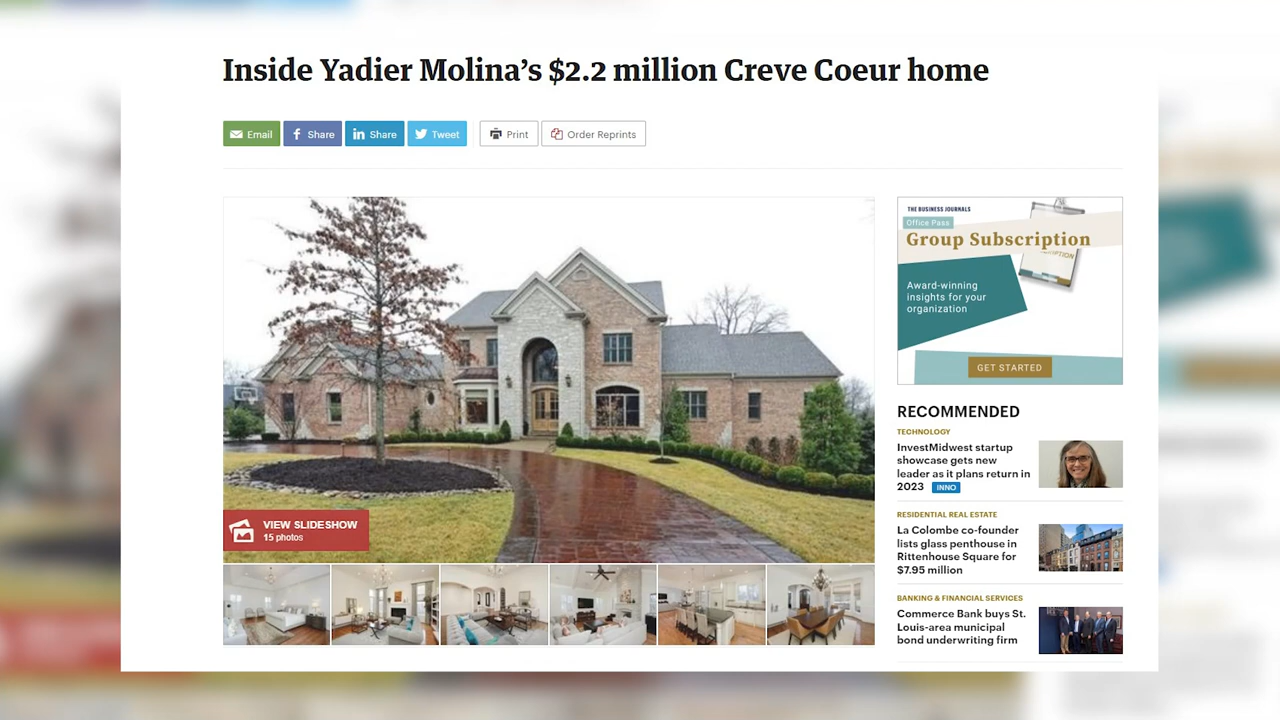 Inside Yadier Molina’s $2.2 million Creve Coeur home
Email
Share
Share
Tweet
Print
Order Reprints
VIEW SLIDESHOW
15 photos
THE BUSINESS JOURNALS
Office Pass
Group Subscription
Award-winning
insights for your
organization
GET STARTED
RECOMMENDED
TECHNOLOGY
InvestMidwest startup
showcase gets new
leader as it plans return in
2023 INNO
RESIDENTIAL REAL ESTATE
La Colombe co-founder
lists glass penthouse in
Rittenhouse Square for
$7.95 million
BANKING & FINANCIAL SERVICES
Commerce Bank buys St.
Louis-area municipal
bond underwriting firm